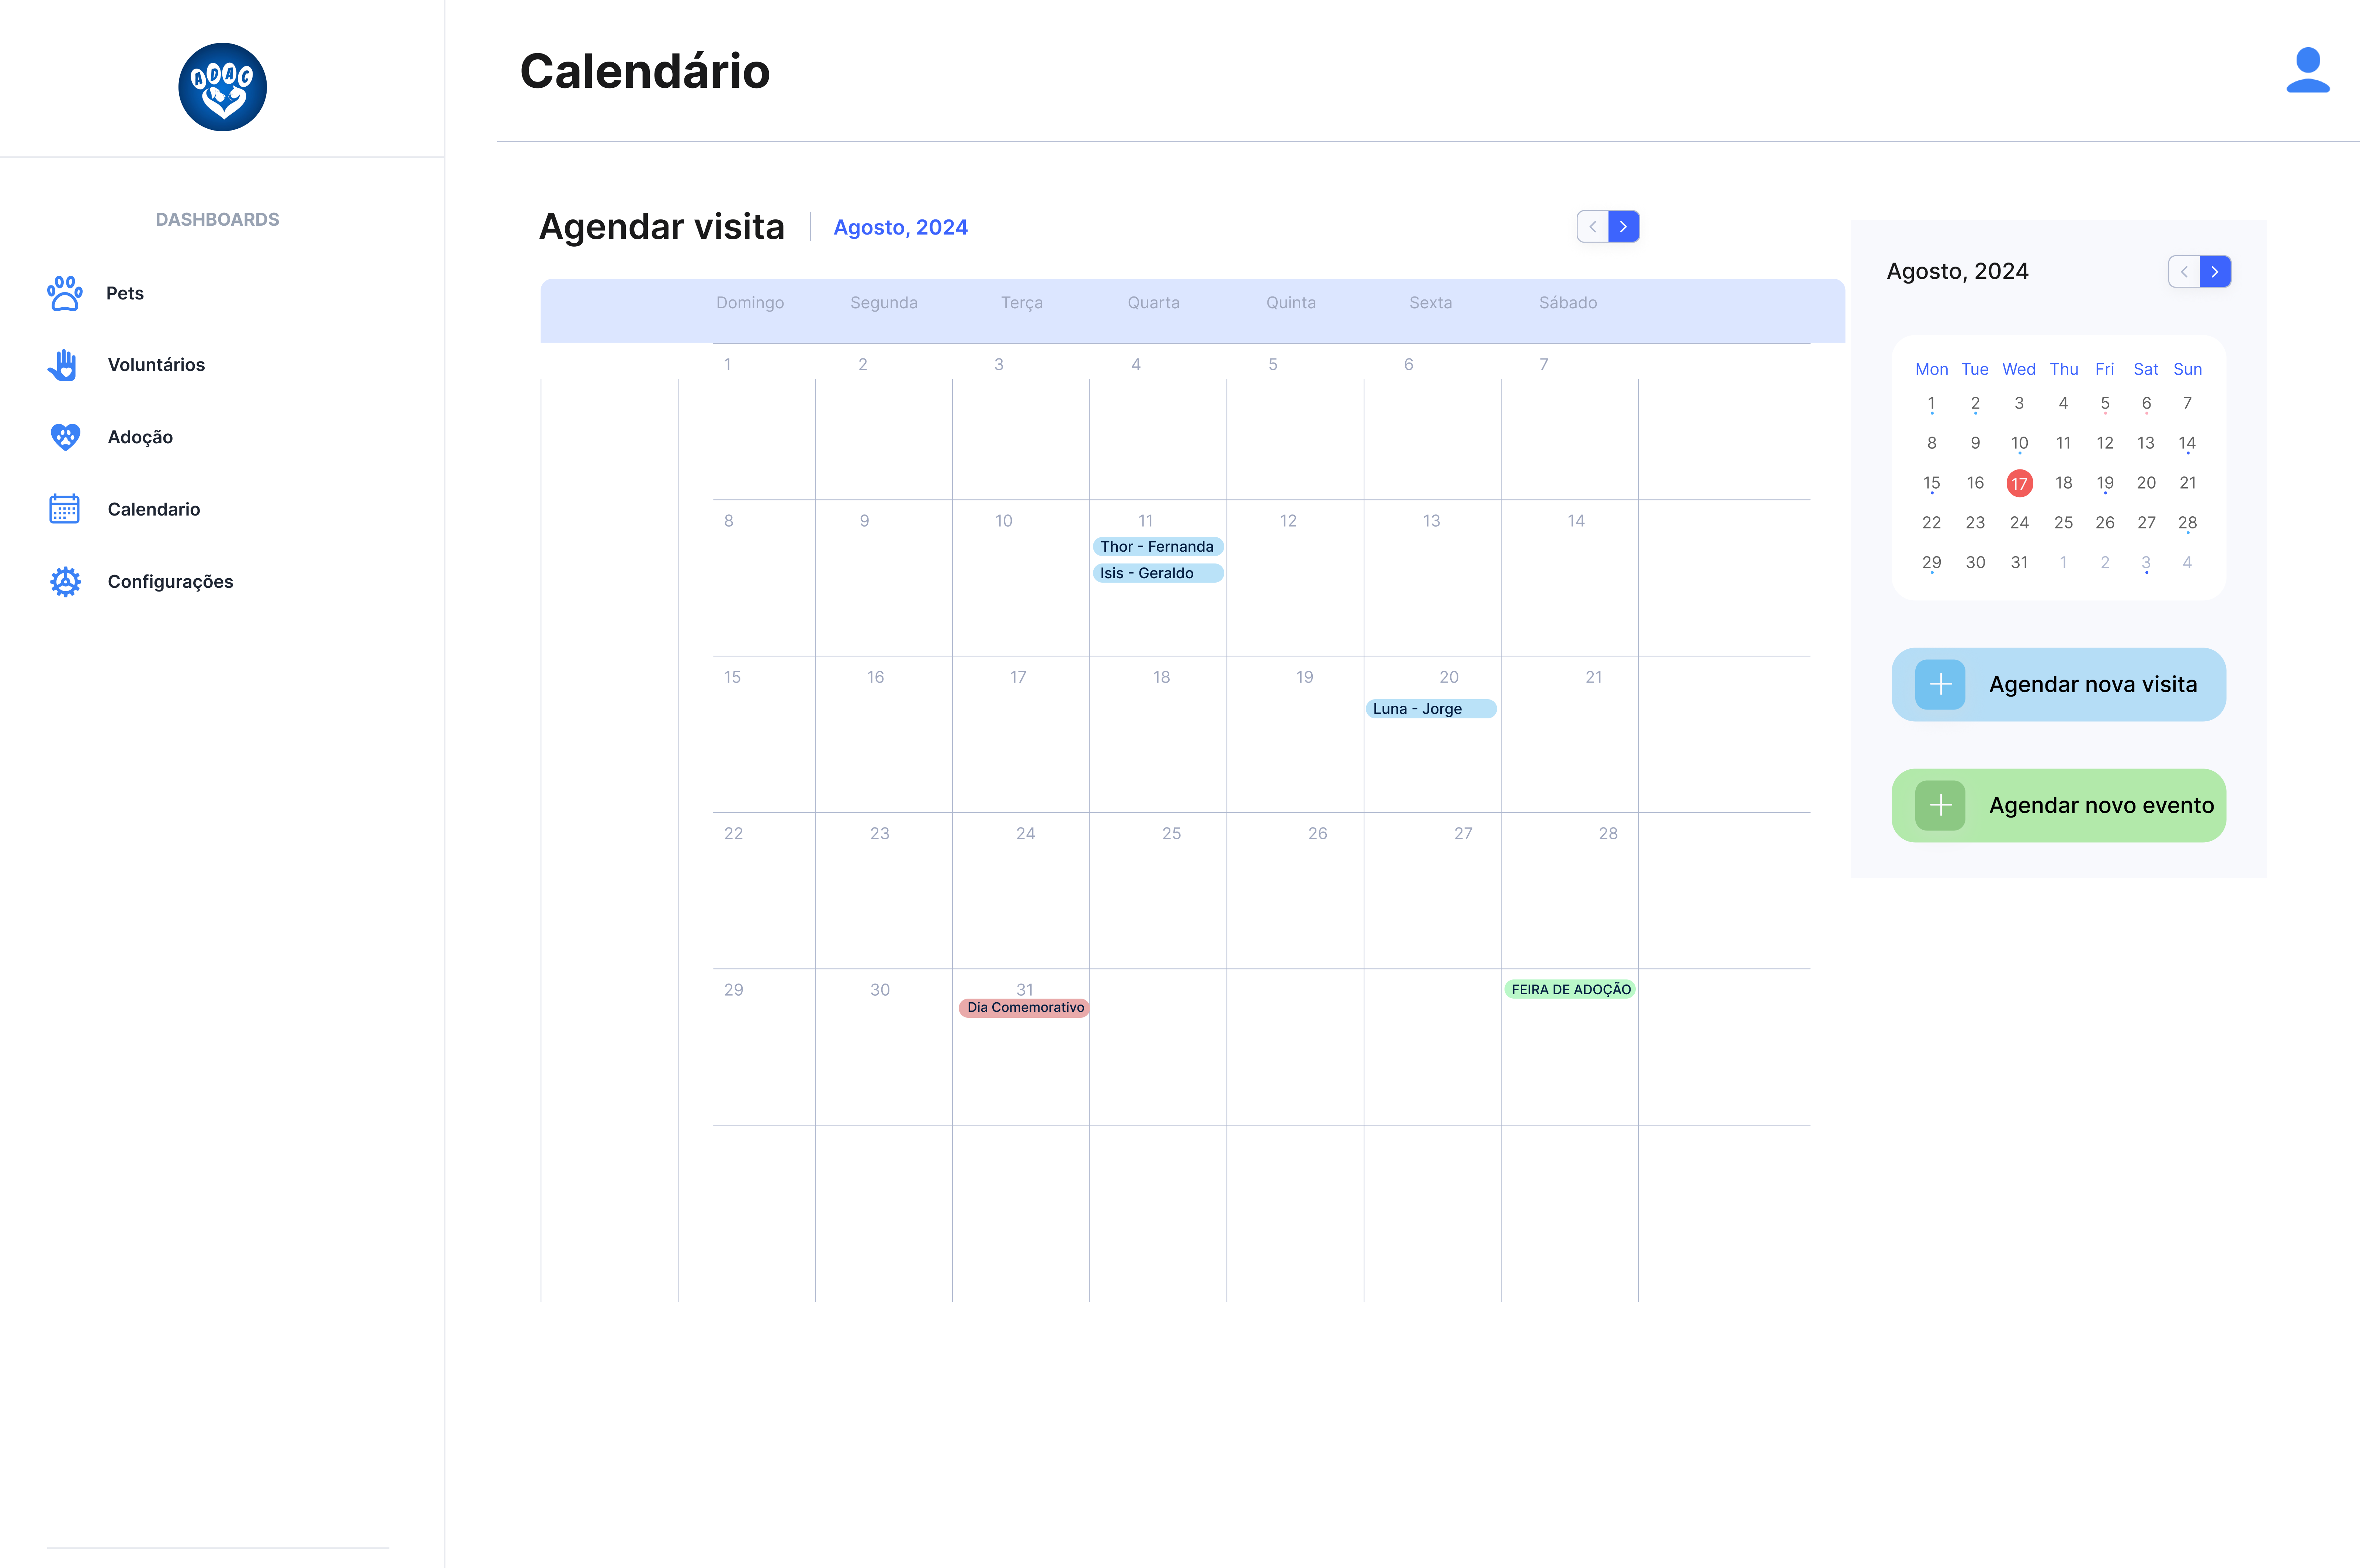 ADAC
Calendário
DASHBOARDS
Pets
Voluntários
Adoção
Calendario
Configurações
Agendar visita
Agosto, 2024
Domingo Segunda Terça Quarta Quinta Sexta Sábado
1 2 3 4 5 6 7
8 9 10 11 12 13 14
Thor - Fernanda
Isis - Geraldo
15 16 17 18 19 20 21
Luna - Jorge
22 23 24 25 26 27 28
29 30 31
Dia Comemorativo
FEIRA DE ADOÇÃO
Agosto, 2024
Mon Tue Wed Thu Fri Sat Sun
1 2 3 4 5 6 7
8 9 10 11 12 13 14
15 16 17 18 19 20 21
22 23 24 25 26 27 28
29 30 31 1 2 3 4
Agendar nova visita
Agendar novo evento